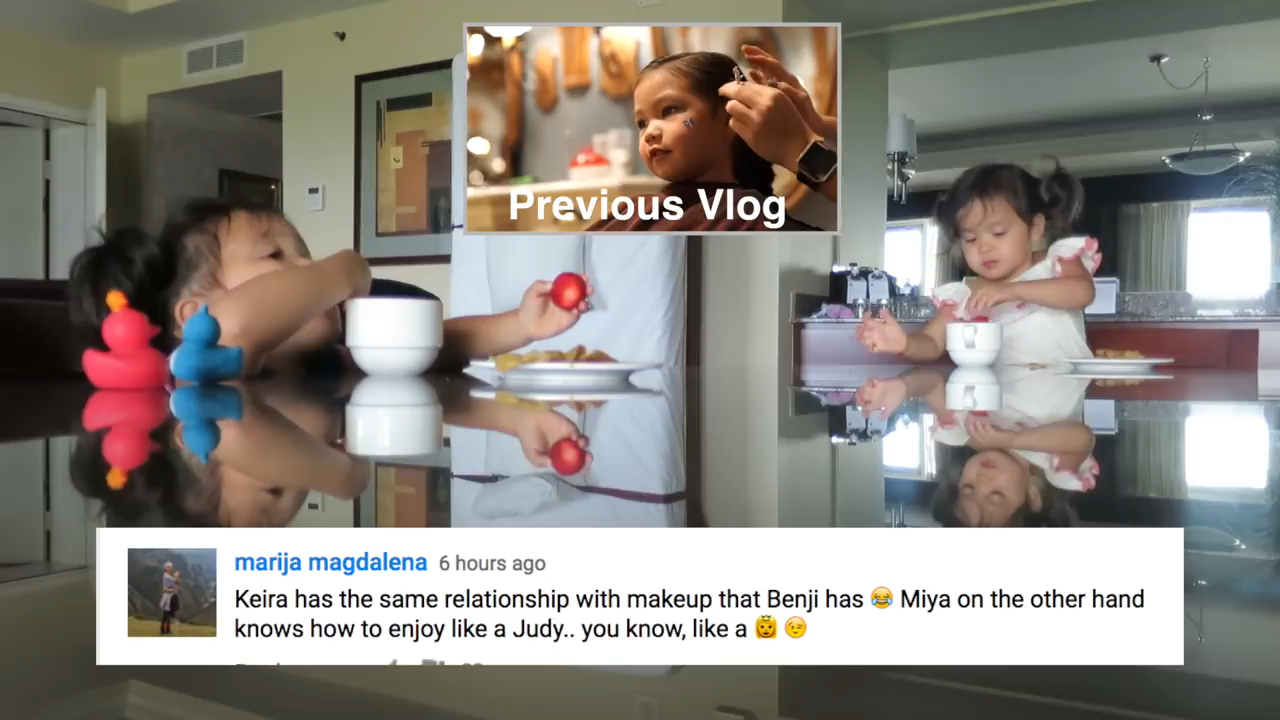 Previous Vlog
marija magdalena 6 hours ago
Keira has the same relationship with makeup that Benji has 😂 Miya on the other hand
knows how to enjoy like a Judy.. you know, like a 👸 😉